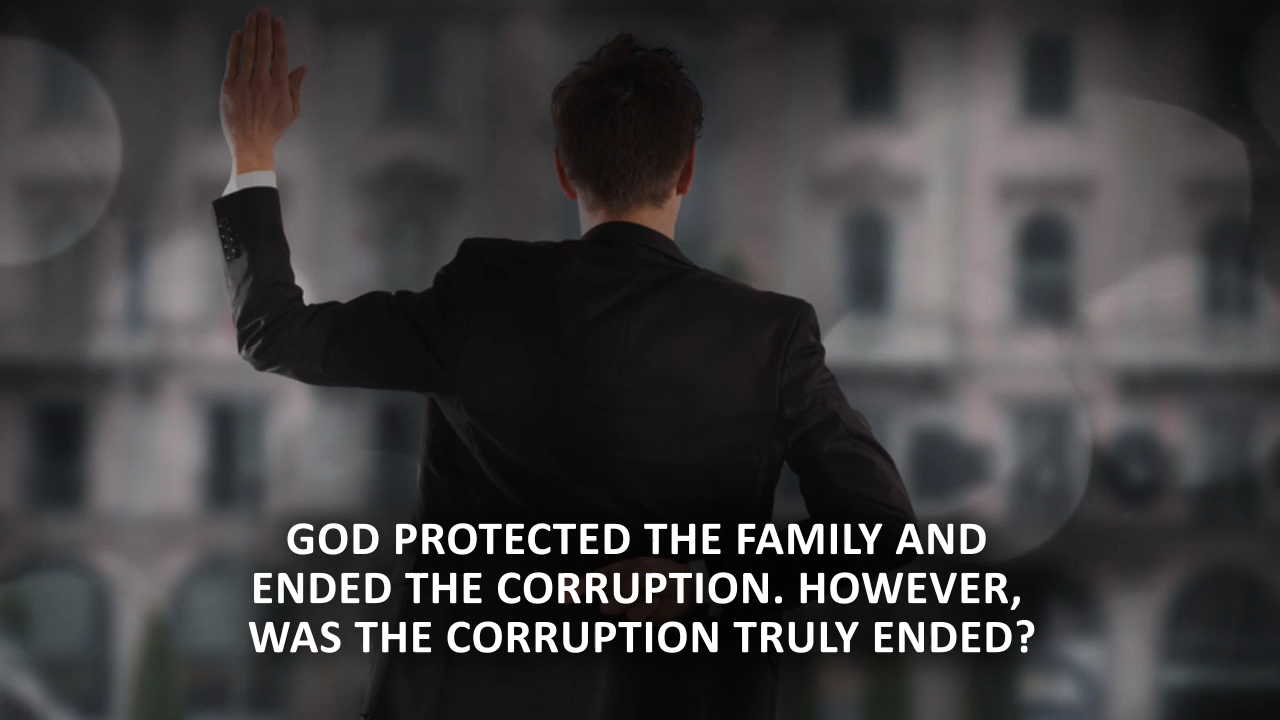 GOD PROTECTED THE FAMILY AND
ENDED THE CORRUPTION. HOWEVER,
WAS THE CORRUPTION TRULY ENDED?